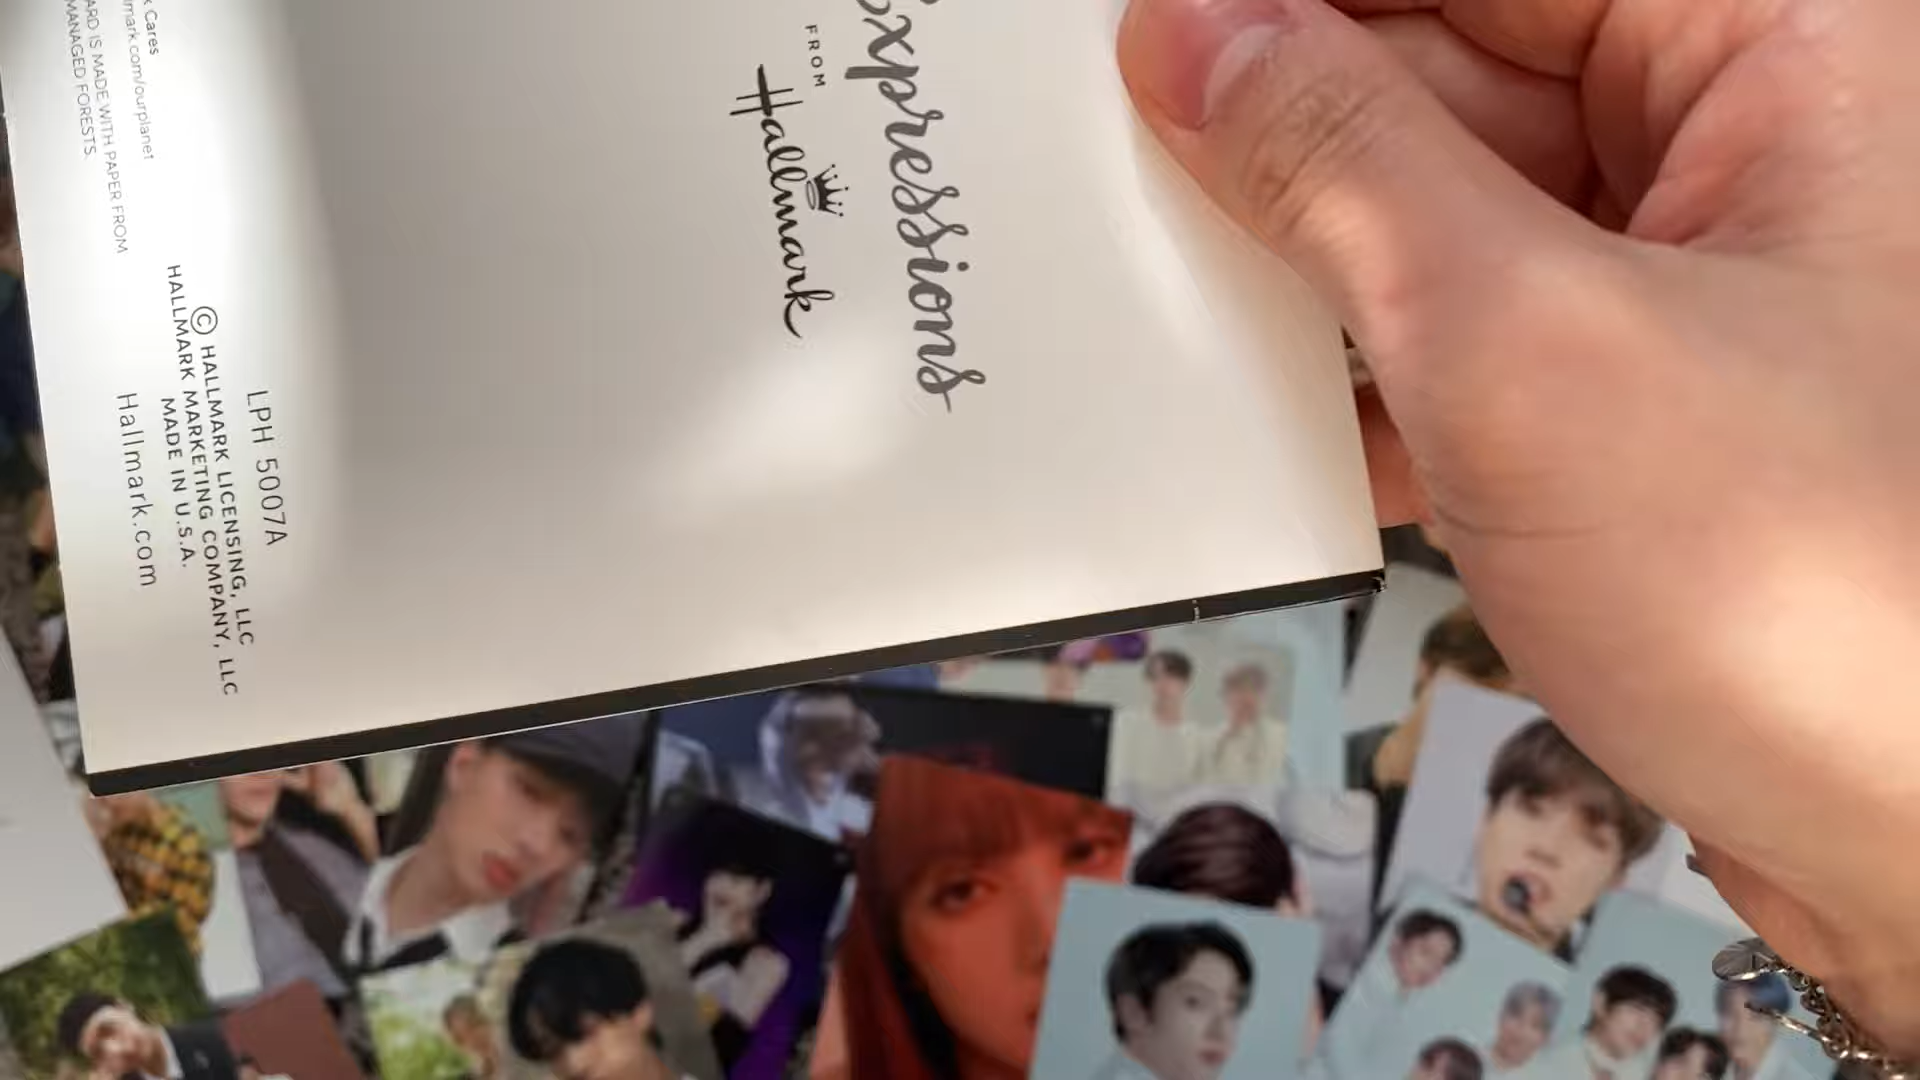 Expressions
FROM
Hallmark
LPH 5007A
© HALLMARK LICENSING, LLC
HALLMARK MARKETING COMPANY, LLC
MADE IN U.S.A.
Hallmark.com
Cares
mark.com/ourplanet
ARD IS MADE WITH PAPER FROM
MANAGED FORESTS.